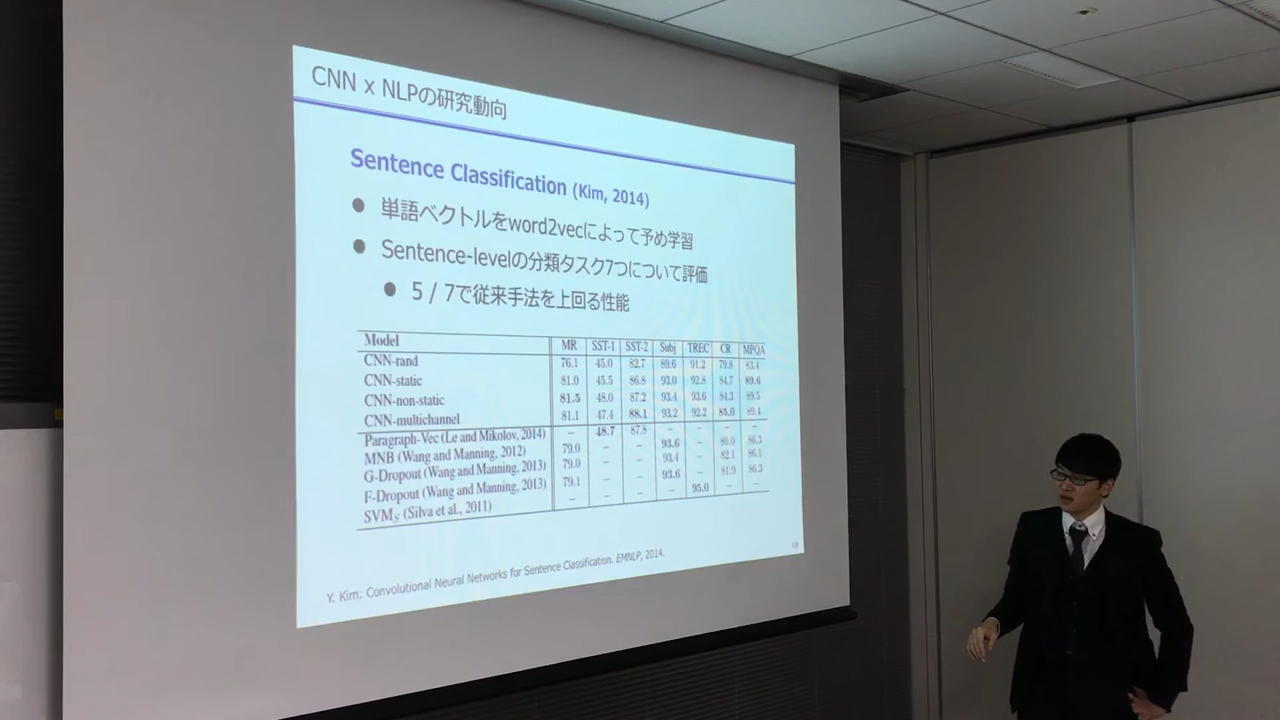 CNN x NLPの研究動向
Sentence Classification (Kim, 2014)
● 単語ベクトルをword2vecによって予め学習
● Sentence-levelの分類タスク7つについて評価
● 5 / 7で従来手法を上回る性能
Model MR SST-1 SST-2 Subj TREC CR MPQA
CNN-rand 76.1 45.0 82.7 89.6 91.2 79.8 83.4
CNN-static 81.0 45.5 86.8 93.0 92.8 84.7 89.6
CNN-non-static 81.5 48.0 87.2 93.4 93.6 84.3 89.5
CNN-multichannel 81.1 47.4 88.1 93.2 92.2 85.0 89.4
Paragraph-Vec (Le and Mikolov, 2014) – 48.7 87.8 – – – –
MNB (Wang and Manning, 2012) 79.0 – – 93.6 – 80.0 86.3
G-Dropout (Wang and Manning, 2013) 79.0 – – 93.4 – 82.1 86.1
F-Dropout (Wang and Manning, 2013) 79.1 – – 93.6 – 81.9 86.3
SVMS (Silva et al., 2011) – – – – 95.0 – –
Y. Kim: Convolutional Neural Networks for Sentence Classification. EMNLP, 2014.